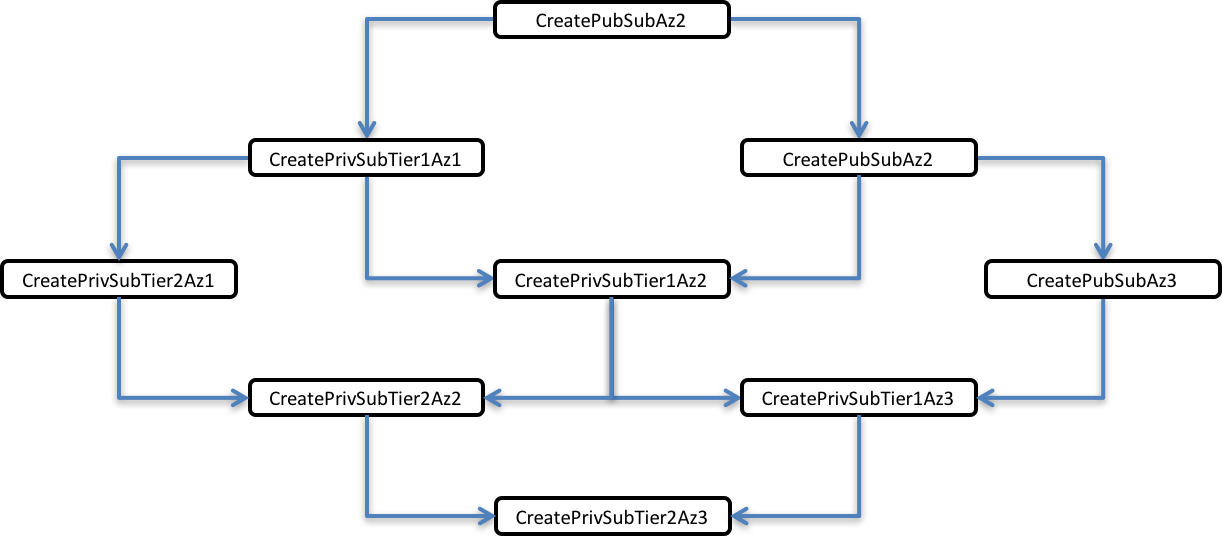 CreatePubSubAz2
CreatePrivSubTier1Az1
CreatePubSubAz2
CreatePrivSubTier2Az1
CreatePrivSubTier1Az2
CreatePubSubAz3
CreatePrivSubTier2Az2
CreatePrivSubTier1Az3
CreatePrivSubTier2Az3